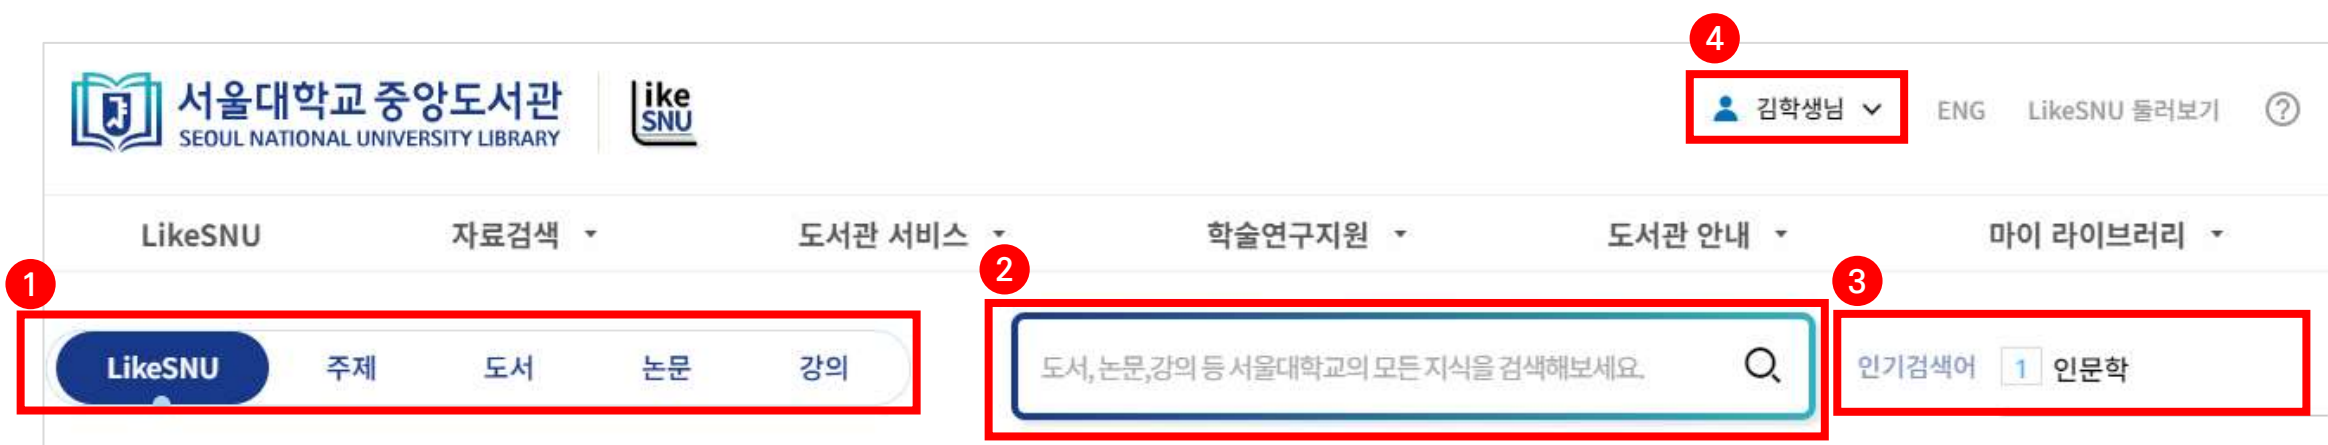 4
서울대학교 중앙도서관
SEOUL NATIONAL UNIVERSITY LIBRARY
like
SNU
김학생님 ENG LikeSNU 둘러보기 ?
LikeSNU 자료검색 도서관 서비스 학술연구지원 도서관 안내 마이 라이브러리
1 2 3
LikeSNU 주제 도서 논문 강의 도서, 논문,강의 등 서울대학교의 모든 지식을 검색해보세요. 인기검색어 1 인문학